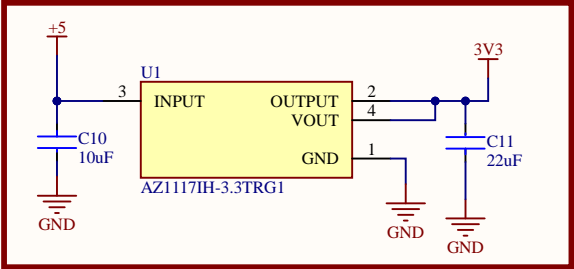 +5
3V3
U1
3 INPUT OUTPUT 2
VOUT 4
C10
10uF
GND 1
C11
22uF
AZ1117IH-3.3TRG1
GND
GND
GND